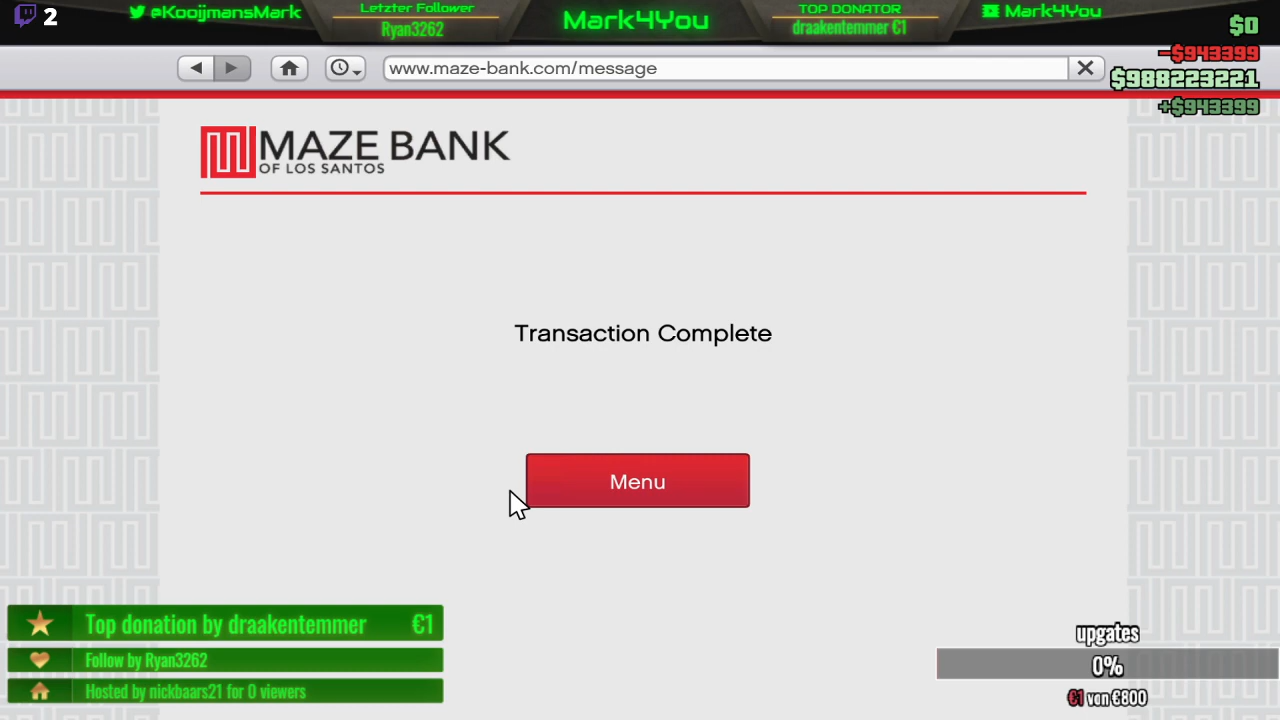 2
@KooijmansMark
Letzter Follower
Ryan3262
Mark4You
TOP DONATOR
draakentemmer €1
Mark4You
$0
-$943399
$988223221
+$943399
www.maze-bank.com/message
MAZE BANK
OF LOS SANTOS
Transaction Complete
Menu
Top donation by draakentemmer €1
Follow by Ryan3262
Hosted by nickbaars21 for 0 viewers
upgates
0%
€1 von €800